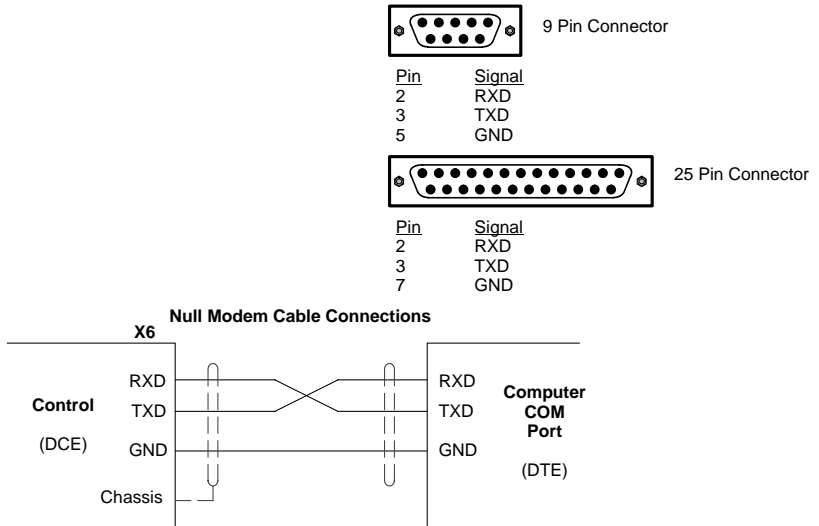 9 Pin Connector
Pin Signal
2 RXD
3 TXD
5 GND
25 Pin Connector
Pin Signal
2 RXD
3 TXD
7 GND
Null Modem Cable Connections
X6
RXD RXD
Control TXD TXD Computer COM Port
(DCE) GND GND (DTE)
Chassis